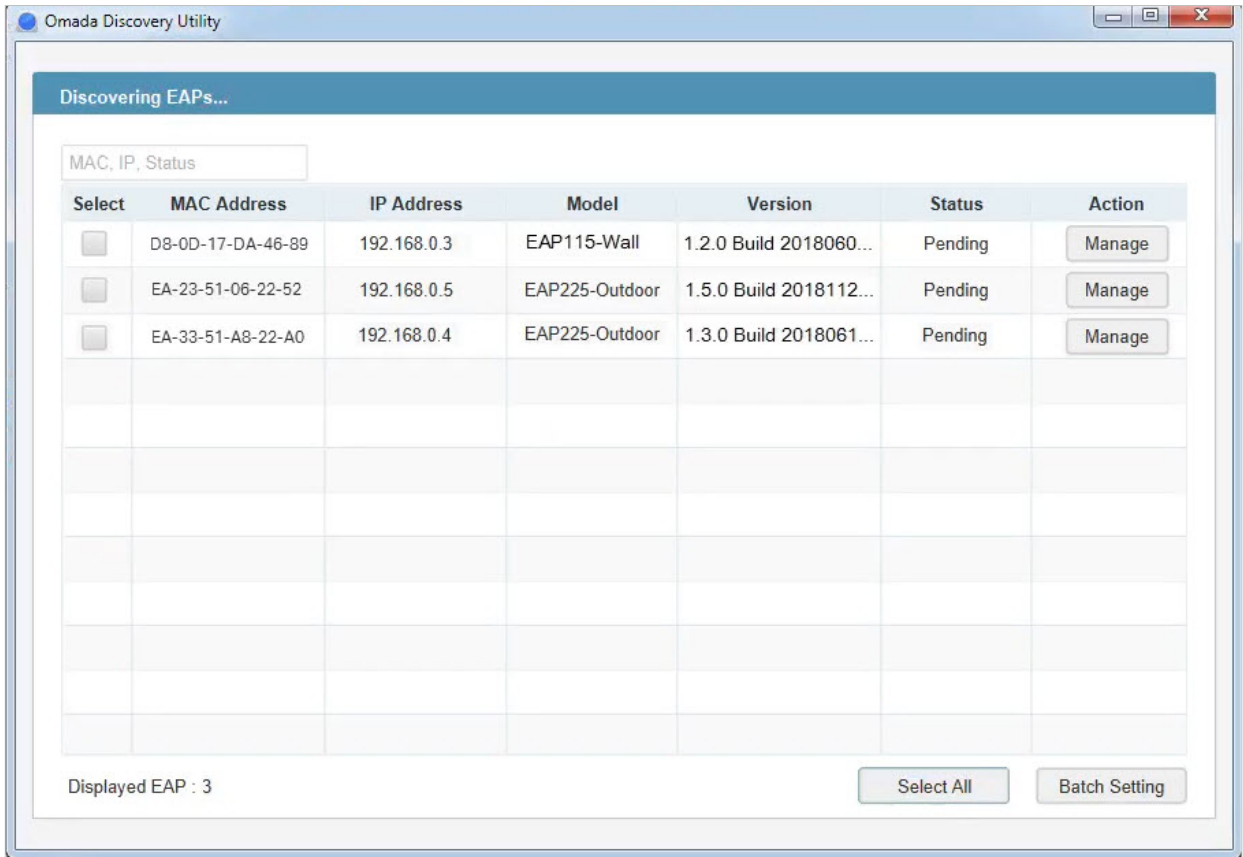 Omada Discovery Utility
Discovering EAPs...
MAC, IP, Status
Select MAC Address IP Address Model Version Status Action
D8-0D-17-DA-46-89 192.168.0.3 EAP115-Wall 1.2.0 Build 2018060... Pending Manage
EA-23-51-06-22-52 192.168.0.5 EAP225-Outdoor 1.5.0 Build 2018112... Pending Manage
EA-33-51-A8-22-A0 192.168.0.4 EAP225-Outdoor 1.3.0 Build 2018061... Pending Manage
Displayed EAP : 3 Select All Batch Setting